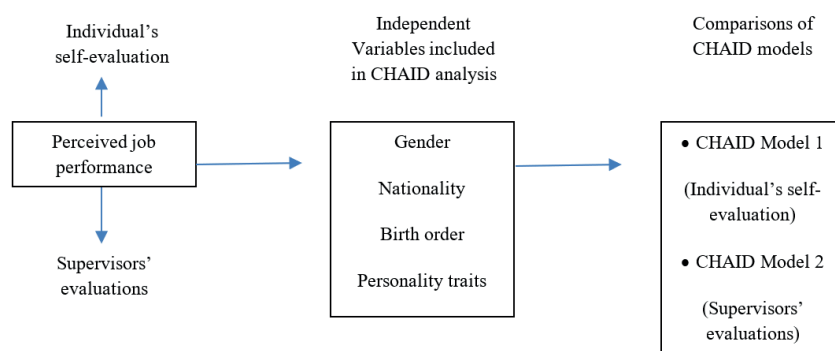 Individual's
self-evaluation
Perceived job
performance
Supervisors'
evaluations
Independent
Variables included
in CHAID analysis
Gender
Nationality
Birth order
Personality traits
Comparisons of
CHAID models
• CHAID Model 1
(Individual's self-
evaluation)
• CHAID Model 2
(Supervisors'
evaluations)